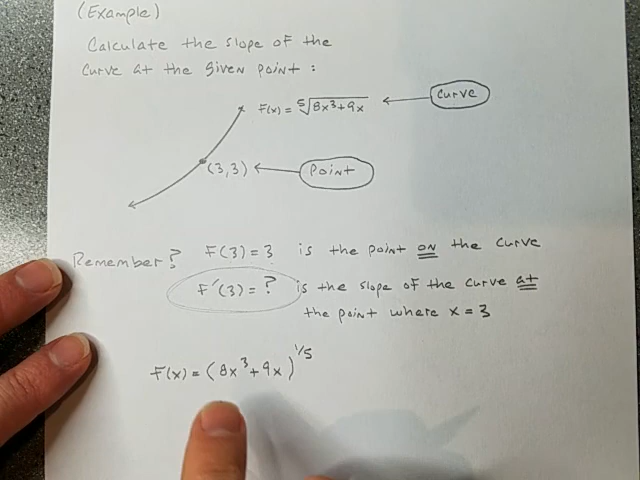 (Example)
Calculate the slope of the
curve at the given point:
F(x) = ⁵√8x³+9x ← Curve
(3,3) ← Point
Remember? F(3)=3 is the point on the curve
F'(3)=? is the slope of the curve at
the point where x=3
F(x) = (8x³+9x)^1/5